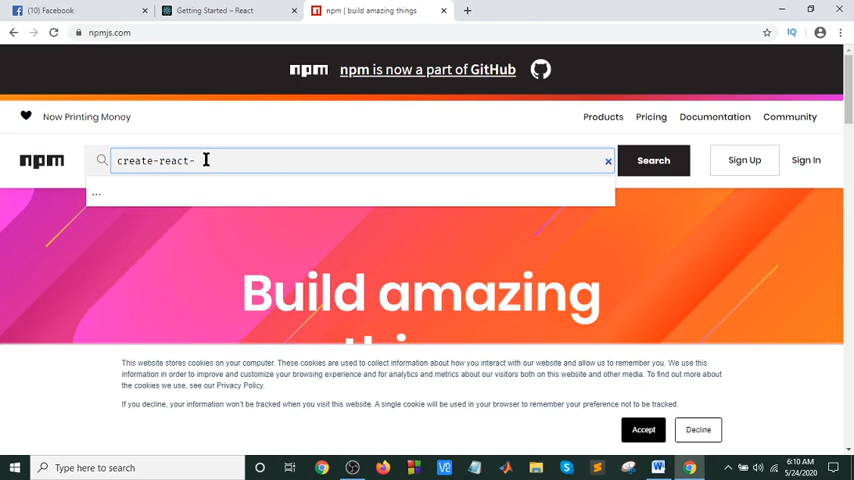 (10) Facebook
Getting Started – React
npm | build amazing things
npmjs.com
IQ
npm npm is now a part of GitHub
Now Printing Money
Products
Pricing
Documentation
Community
npm
create-react-
Search
Sign Up
Sign In
...
Build amazing
This website stores cookies on your computer. These cookies are used to collect information about how you interact with our website and allow us to remember you. We use this
information in order to improve and customize your browsing experience and for analytics and metrics about our visitors both on this website and other media. To find out more about
the cookies we use, see our Privacy Policy.
If you decline, your information won't be tracked when you visit this website. A single cookie will be used in your browser to remember your preference not to be tracked.
Accept
Decline
Type here to search
6:10 AM
5/24/2020